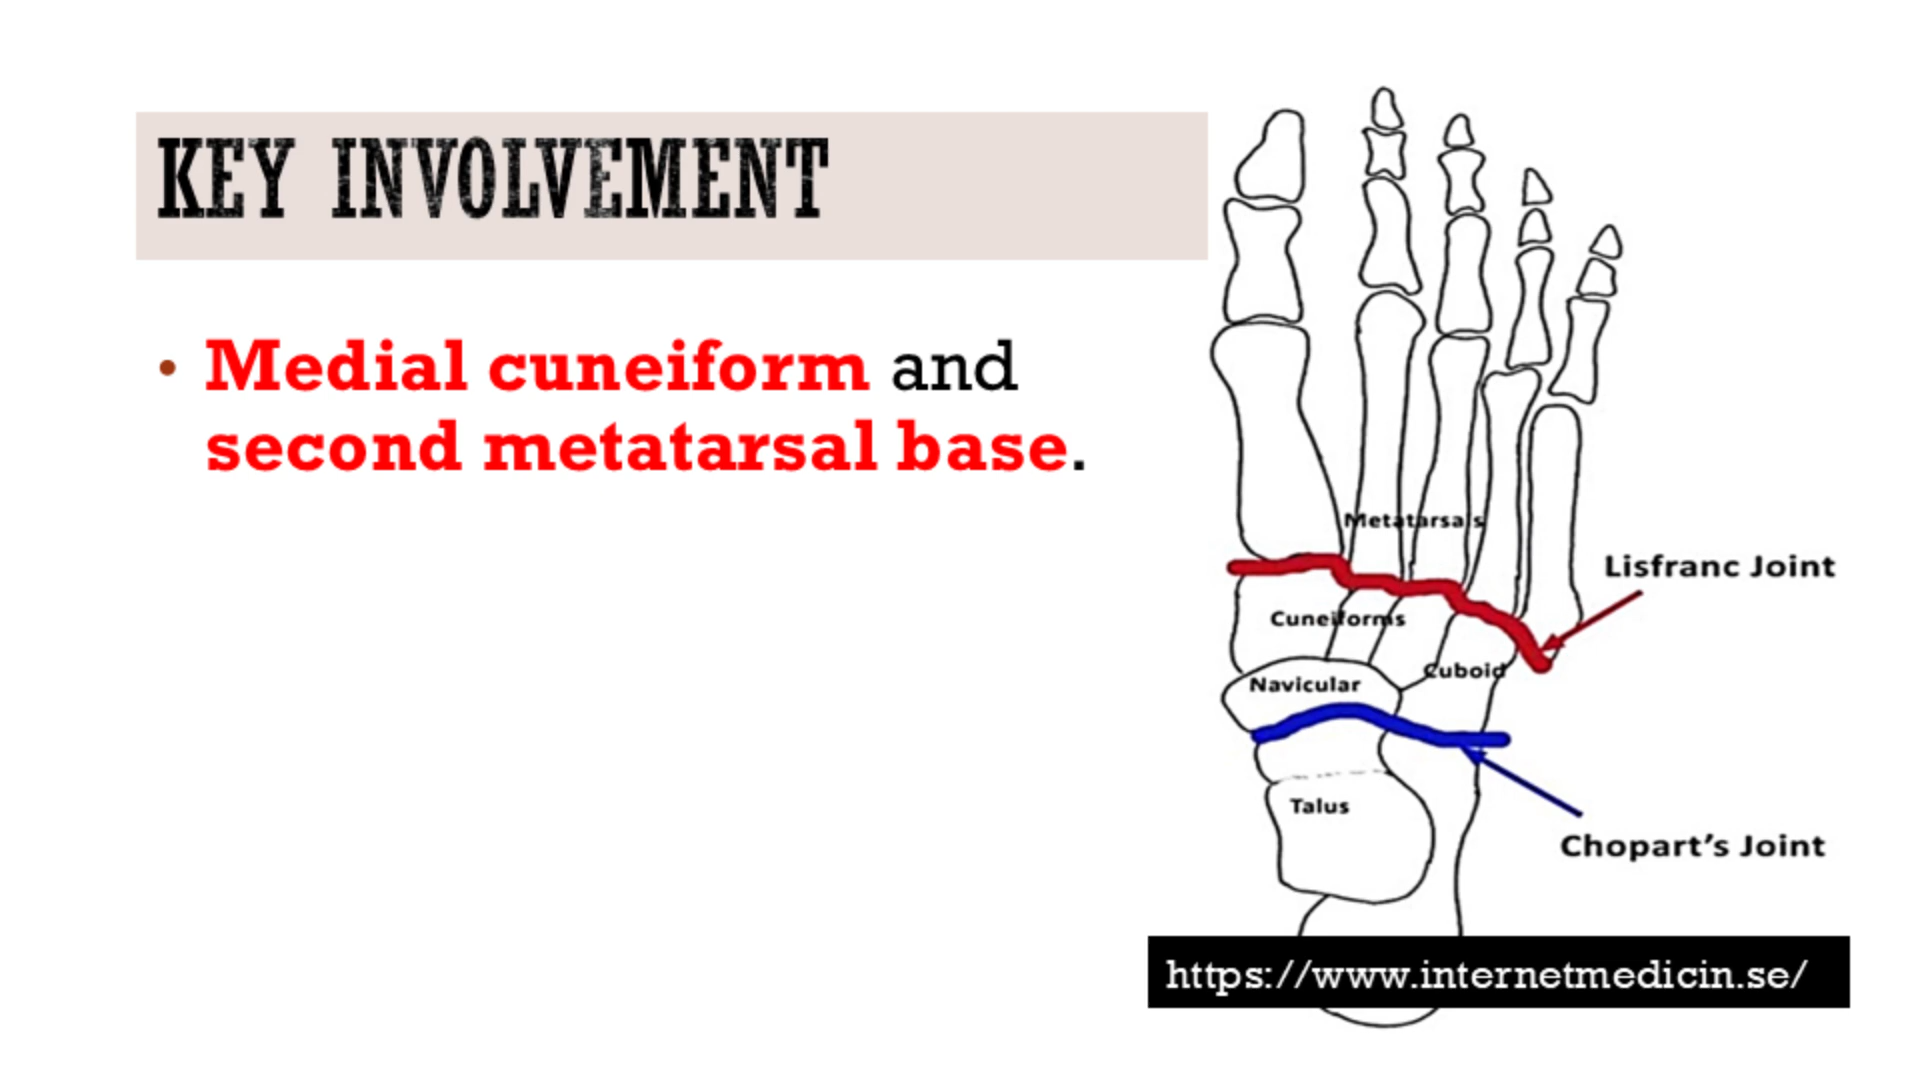 KEY INVOLVEMENT
• Medial cuneiform and
second metatarsal base.
Metatarsals
Lisfranc Joint
Cuneiforms
Cuboid
Navicular
Talus
Chopart's Joint
https://www.internetmedicin.se/